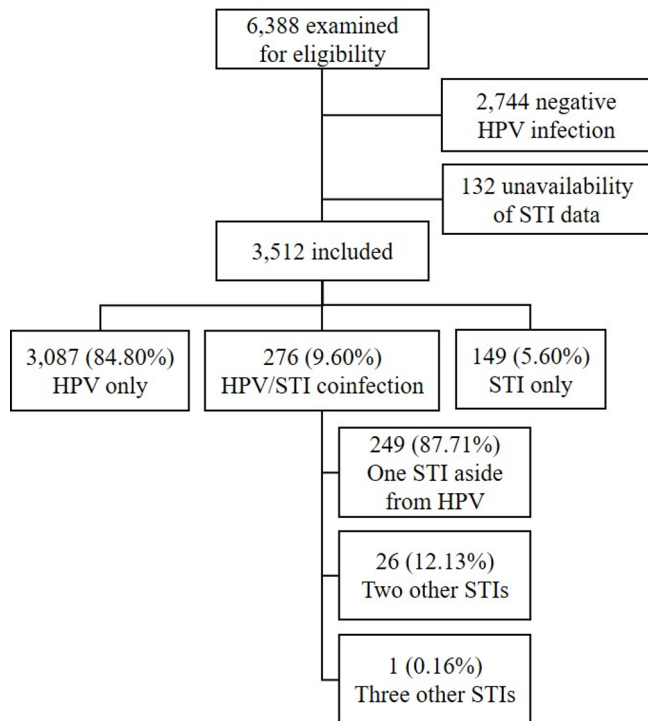 6,388 examined
for eligibility
2,744 negative
HPV infection
132 unavailability
of STI data
3,512 included
3,087 (84.80%)
HPV only
276 (9.60%)
HPV/STI coinfection
149 (5.60%)
STI only
249 (87.71%)
One STI aside
from HPV
26 (12.13%)
Two other STIs
1 (0.16%)
Three other STIs